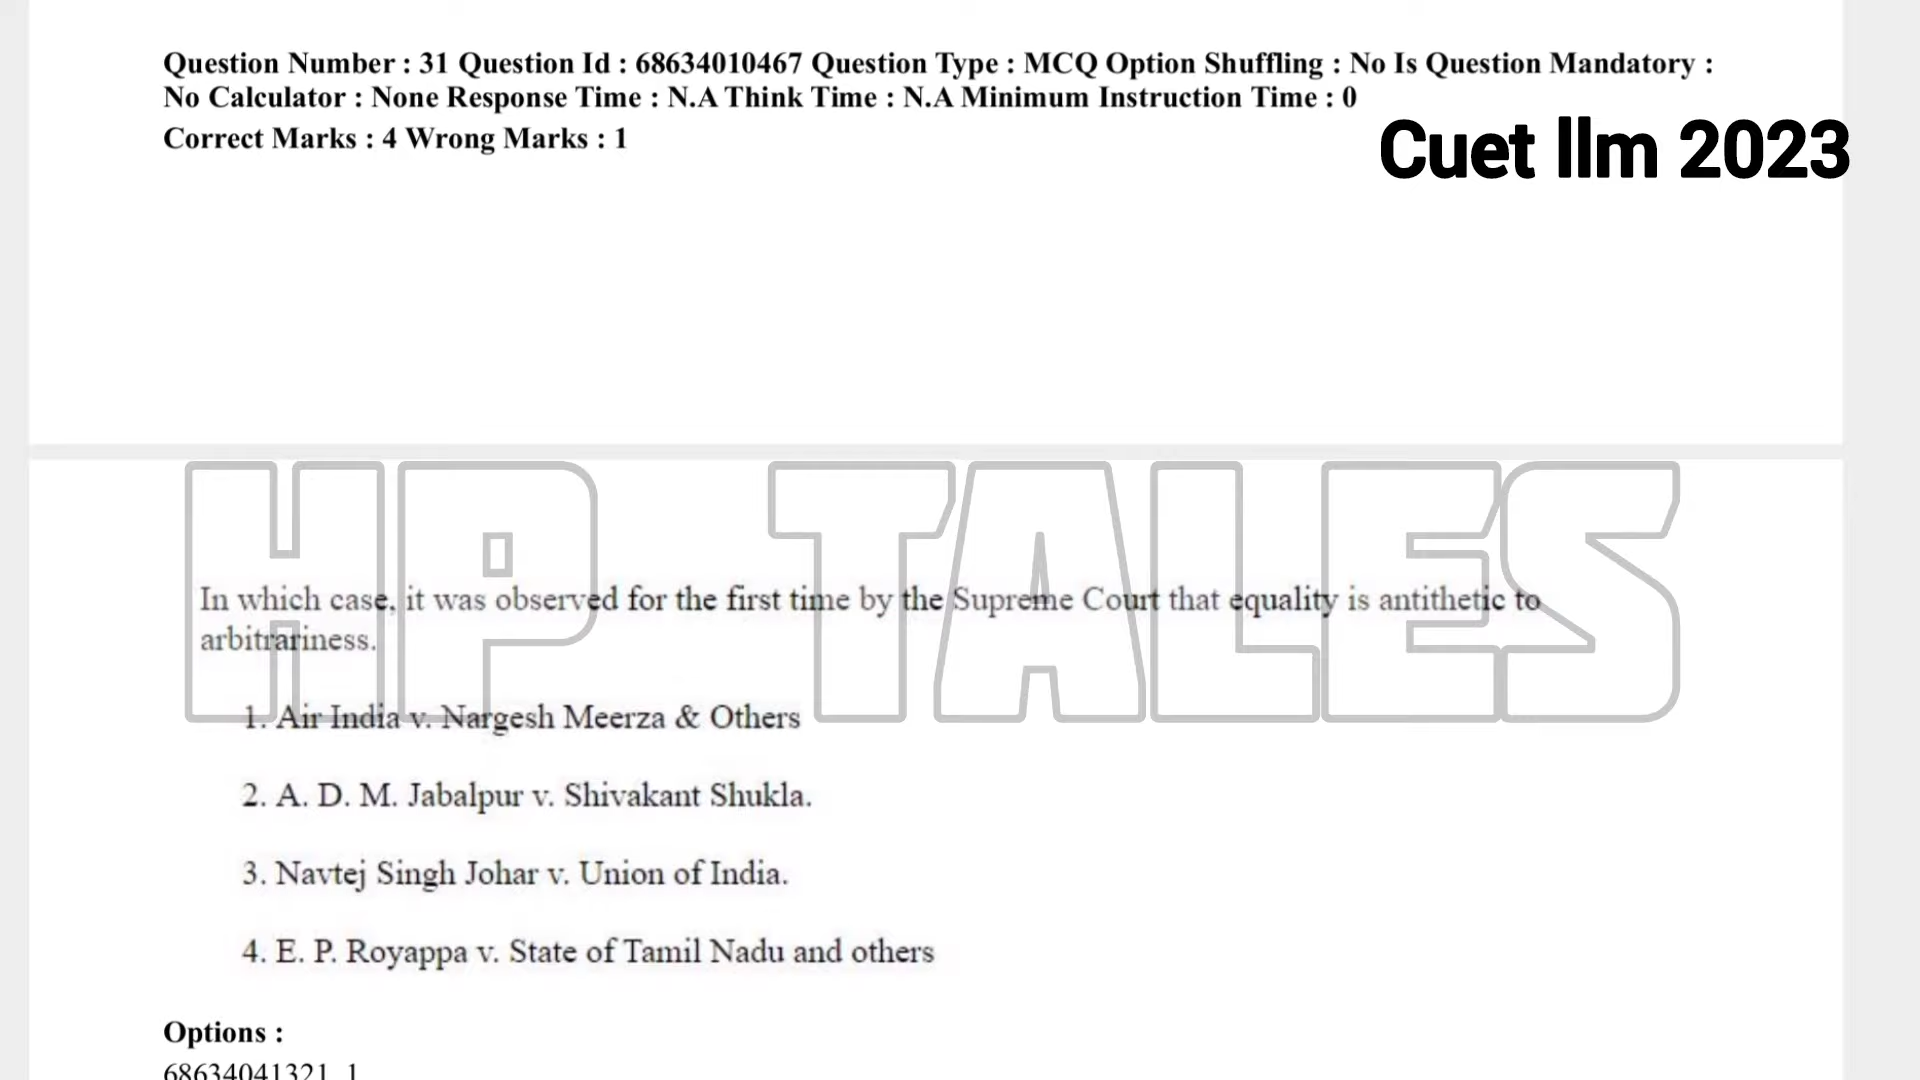 Question Number : 31 Question Id : 68634010467 Question Type : MCQ Option Shuffling : No Is Question Mandatory :
No Calculator : None Response Time : N.A Think Time : N.A Minimum Instruction Time : 0
Correct Marks : 4 Wrong Marks : 1
Cuet llm 2023
HP TALES
In which case, it was observed for the first time by the Supreme Court that equality is antithetic to
arbitrariness.
1. Air India v. Nargesh Meerza & Others
2. A. D. M. Jabalpur v. Shivakant Shukla.
3. Navtej Singh Johar v. Union of India.
4. E. P. Royappa v. State of Tamil Nadu and others
Options :
68634041321 1